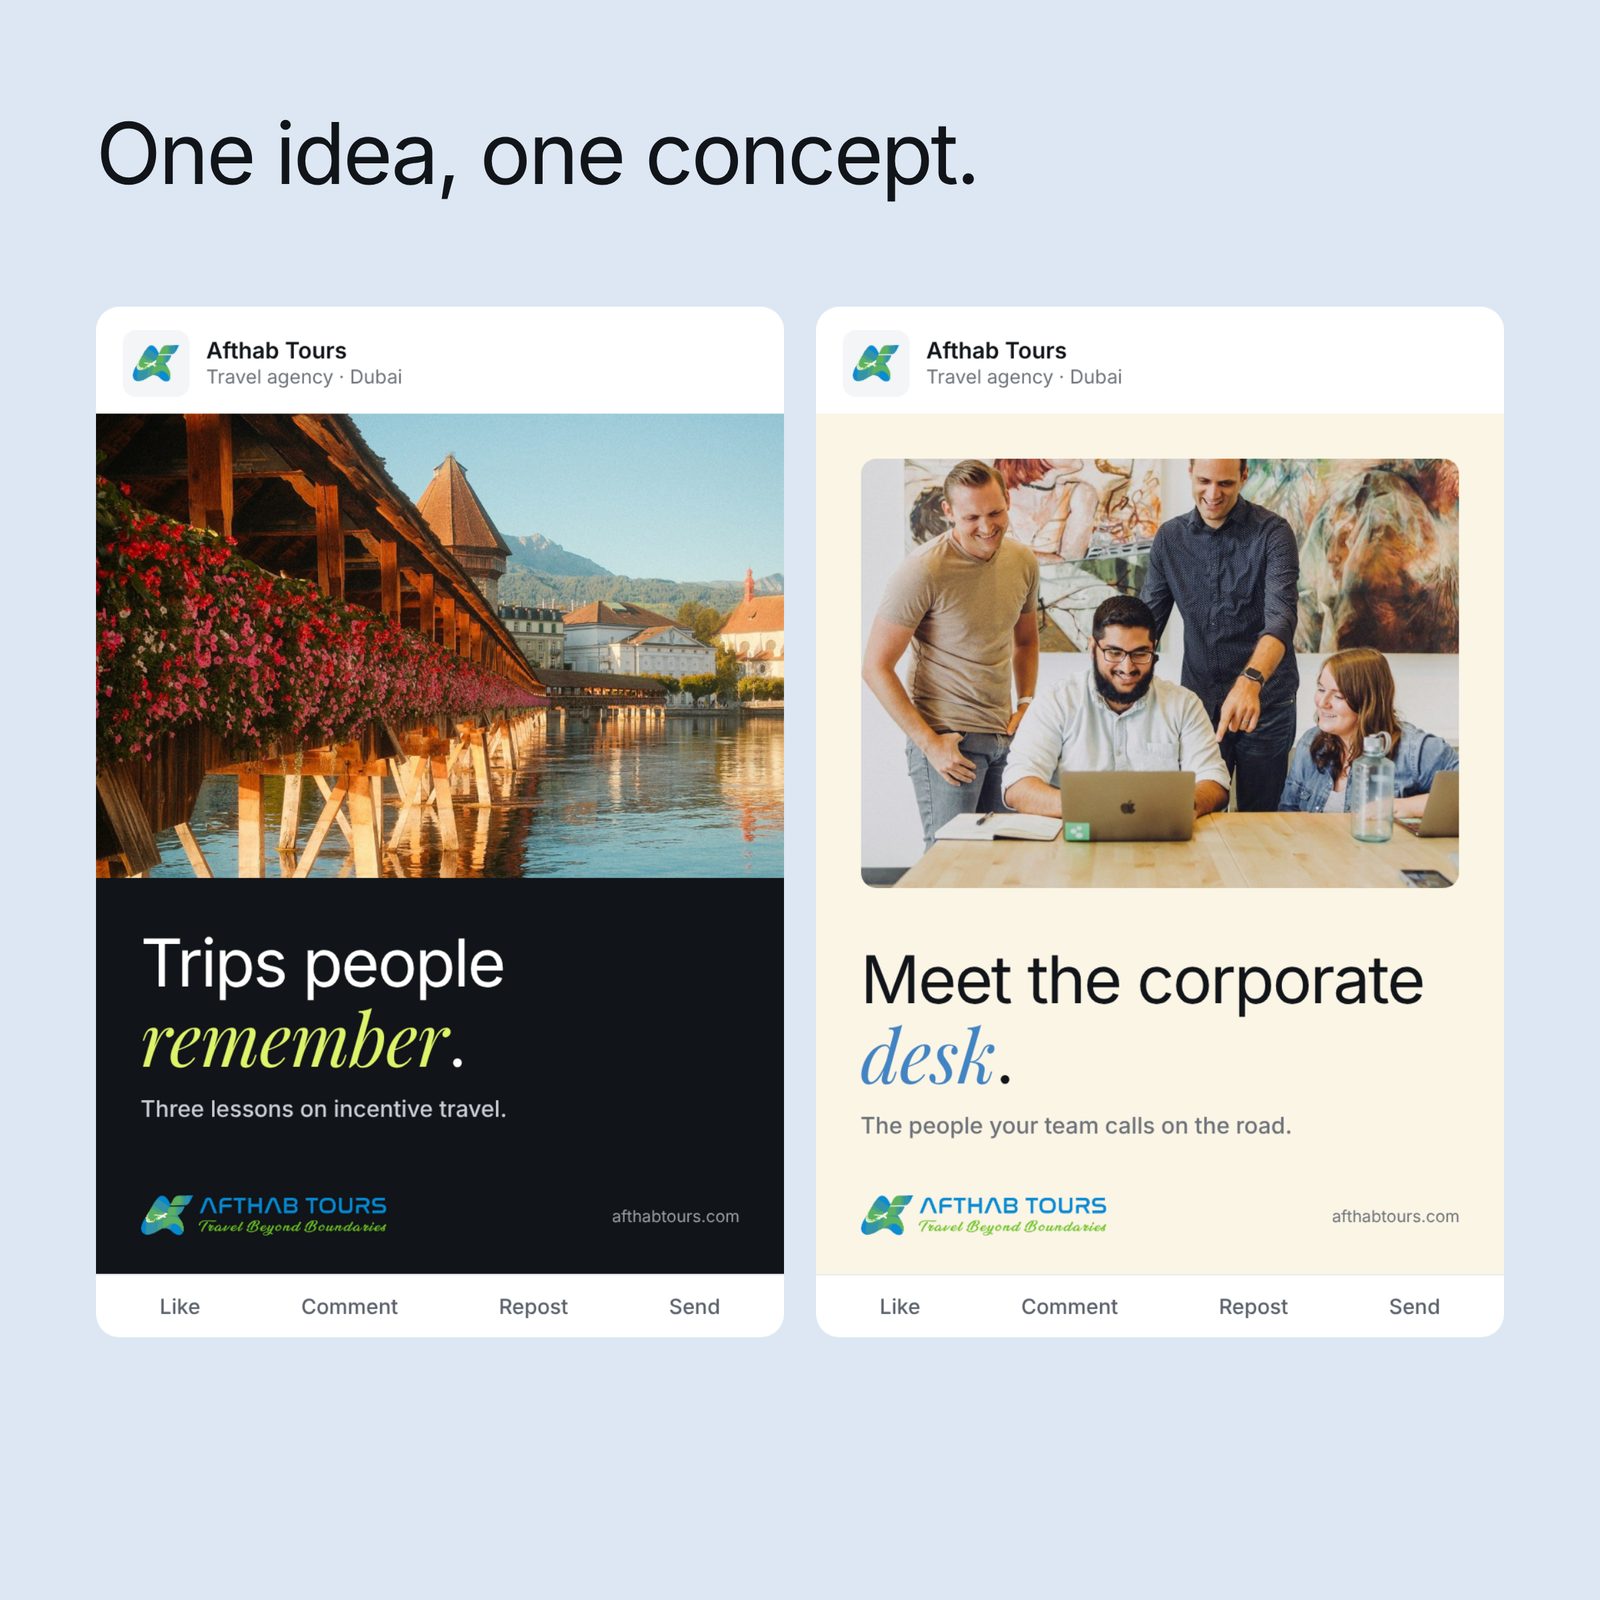 One idea, one concept.
Afthab Tours
Travel agency · Dubai
Trips people
remember.
Three lessons on incentive travel.
AFTHAB TOURS
Travel Beyond Boundaries
afthabtours.com
Like Comment Repost Send
Afthab Tours
Travel agency · Dubai
Meet the corporate
desk.
The people your team calls on the road.
AFTHAB TOURS
Travel Beyond Boundaries
afthabtours.com
Like Comment Repost Send